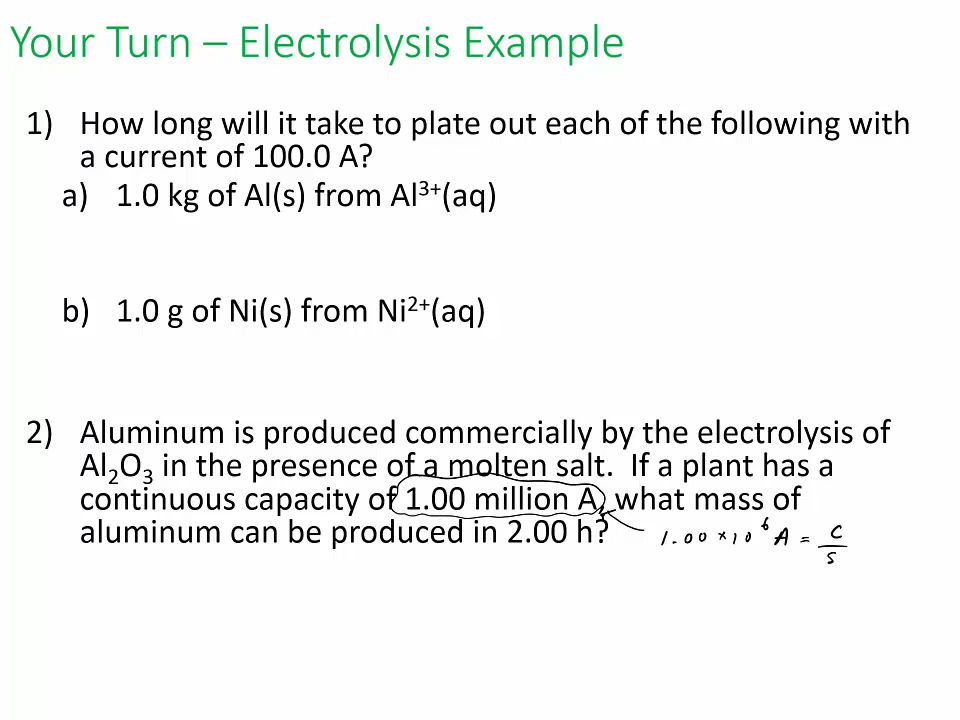 Your Turn – Electrolysis Example
1) How long will it take to plate out each of the following with
a current of 100.0 A?
a) 1.0 kg of Al(s) from Al³⁺(aq)
b) 1.0 g of Ni(s) from Ni²⁺(aq)
2) Aluminum is produced commercially by the electrolysis of
Al₂O₃ in the presence of a molten salt. If a plant has a
continuous capacity of 1.00 million A, what mass of
aluminum can be produced in 2.00 h?
1.00 × 10⁶ A = C/s